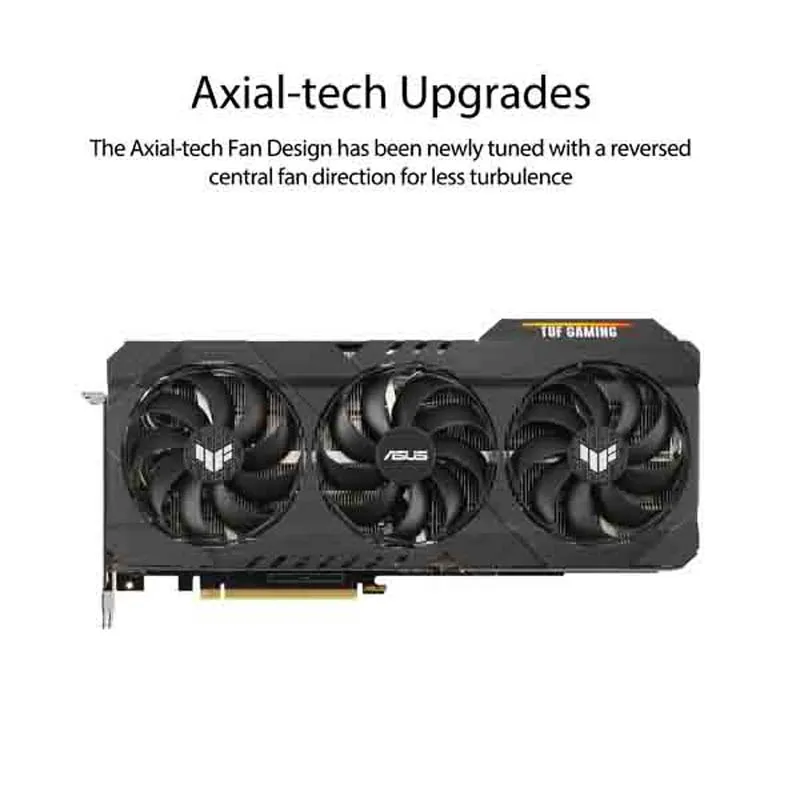 Axial-tech Upgrades
The Axial-tech Fan Design has been newly tuned with a reversed
central fan direction for less turbulence
TUF GAMING
ASUS